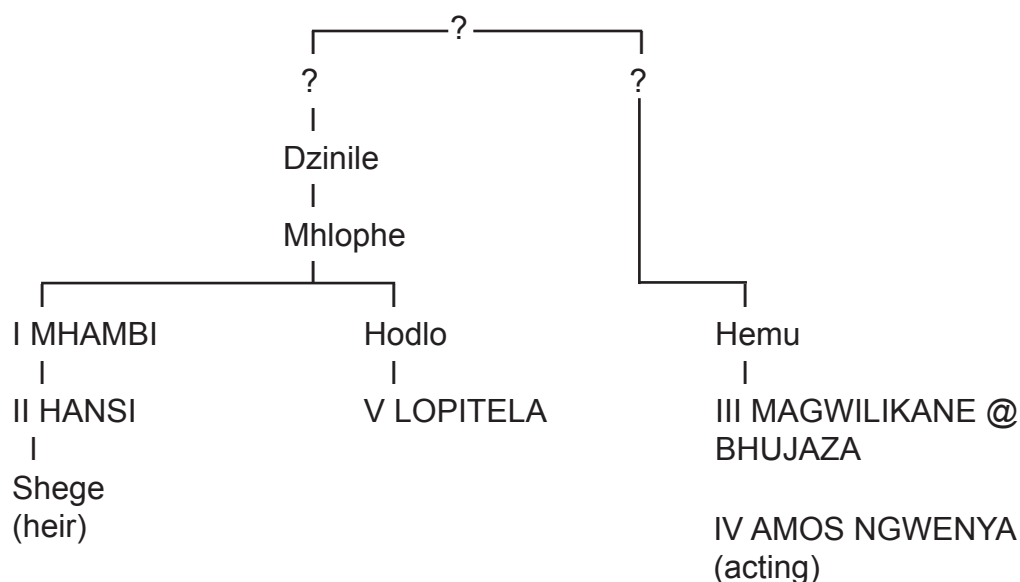 ?
? ?
Dzinile
Mhlophe
I MHAMBI Hodlo Hemu
II HANSI V LOPITELA III MAGWILIKANE @
BHUJAZA
Shege
(heir)
IV AMOS NGWENYA
(acting)